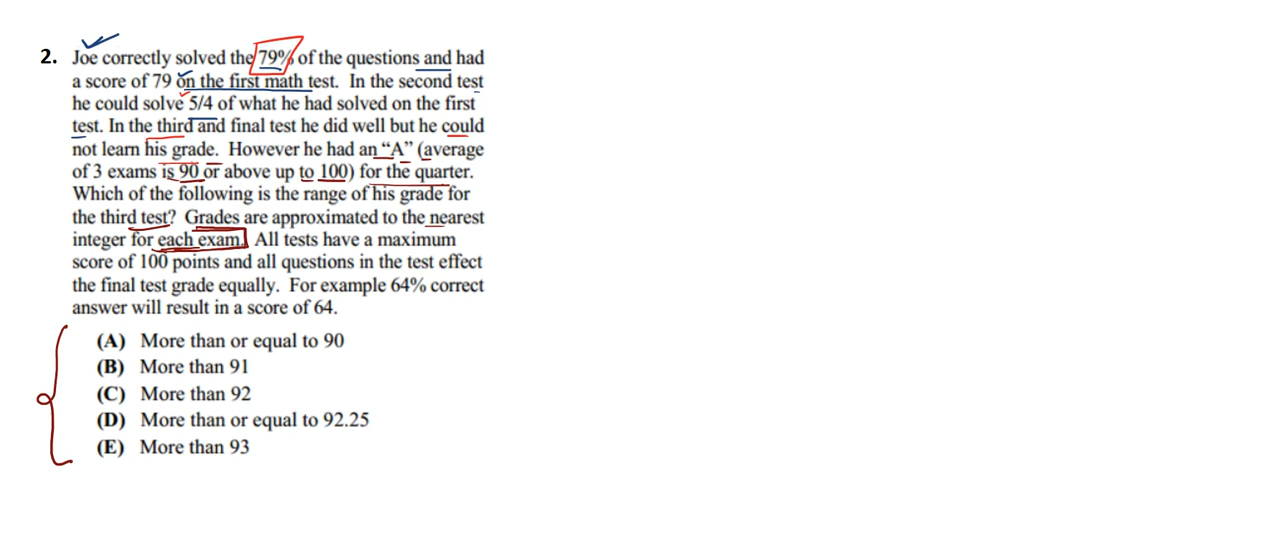 2. Joe correctly solved the 79% of the questions and had
a score of 79 on the first math test. In the second test
he could solve 5/4 of what he had solved on the first
test. In the third and final test he did well but he could
not learn his grade. However he had an “A” (average
of 3 exams is 90 or above up to 100) for the quarter.
Which of the following is the range of his grade for
the third test? Grades are approximated to the nearest
integer for each exam. All tests have a maximum
score of 100 points and all questions in the test effect
the final test grade equally. For example 64% correct
answer will result in a score of 64.
(A) More than or equal to 90
(B) More than 91
(C) More than 92
(D) More than or equal to 92.25
(E) More than 93